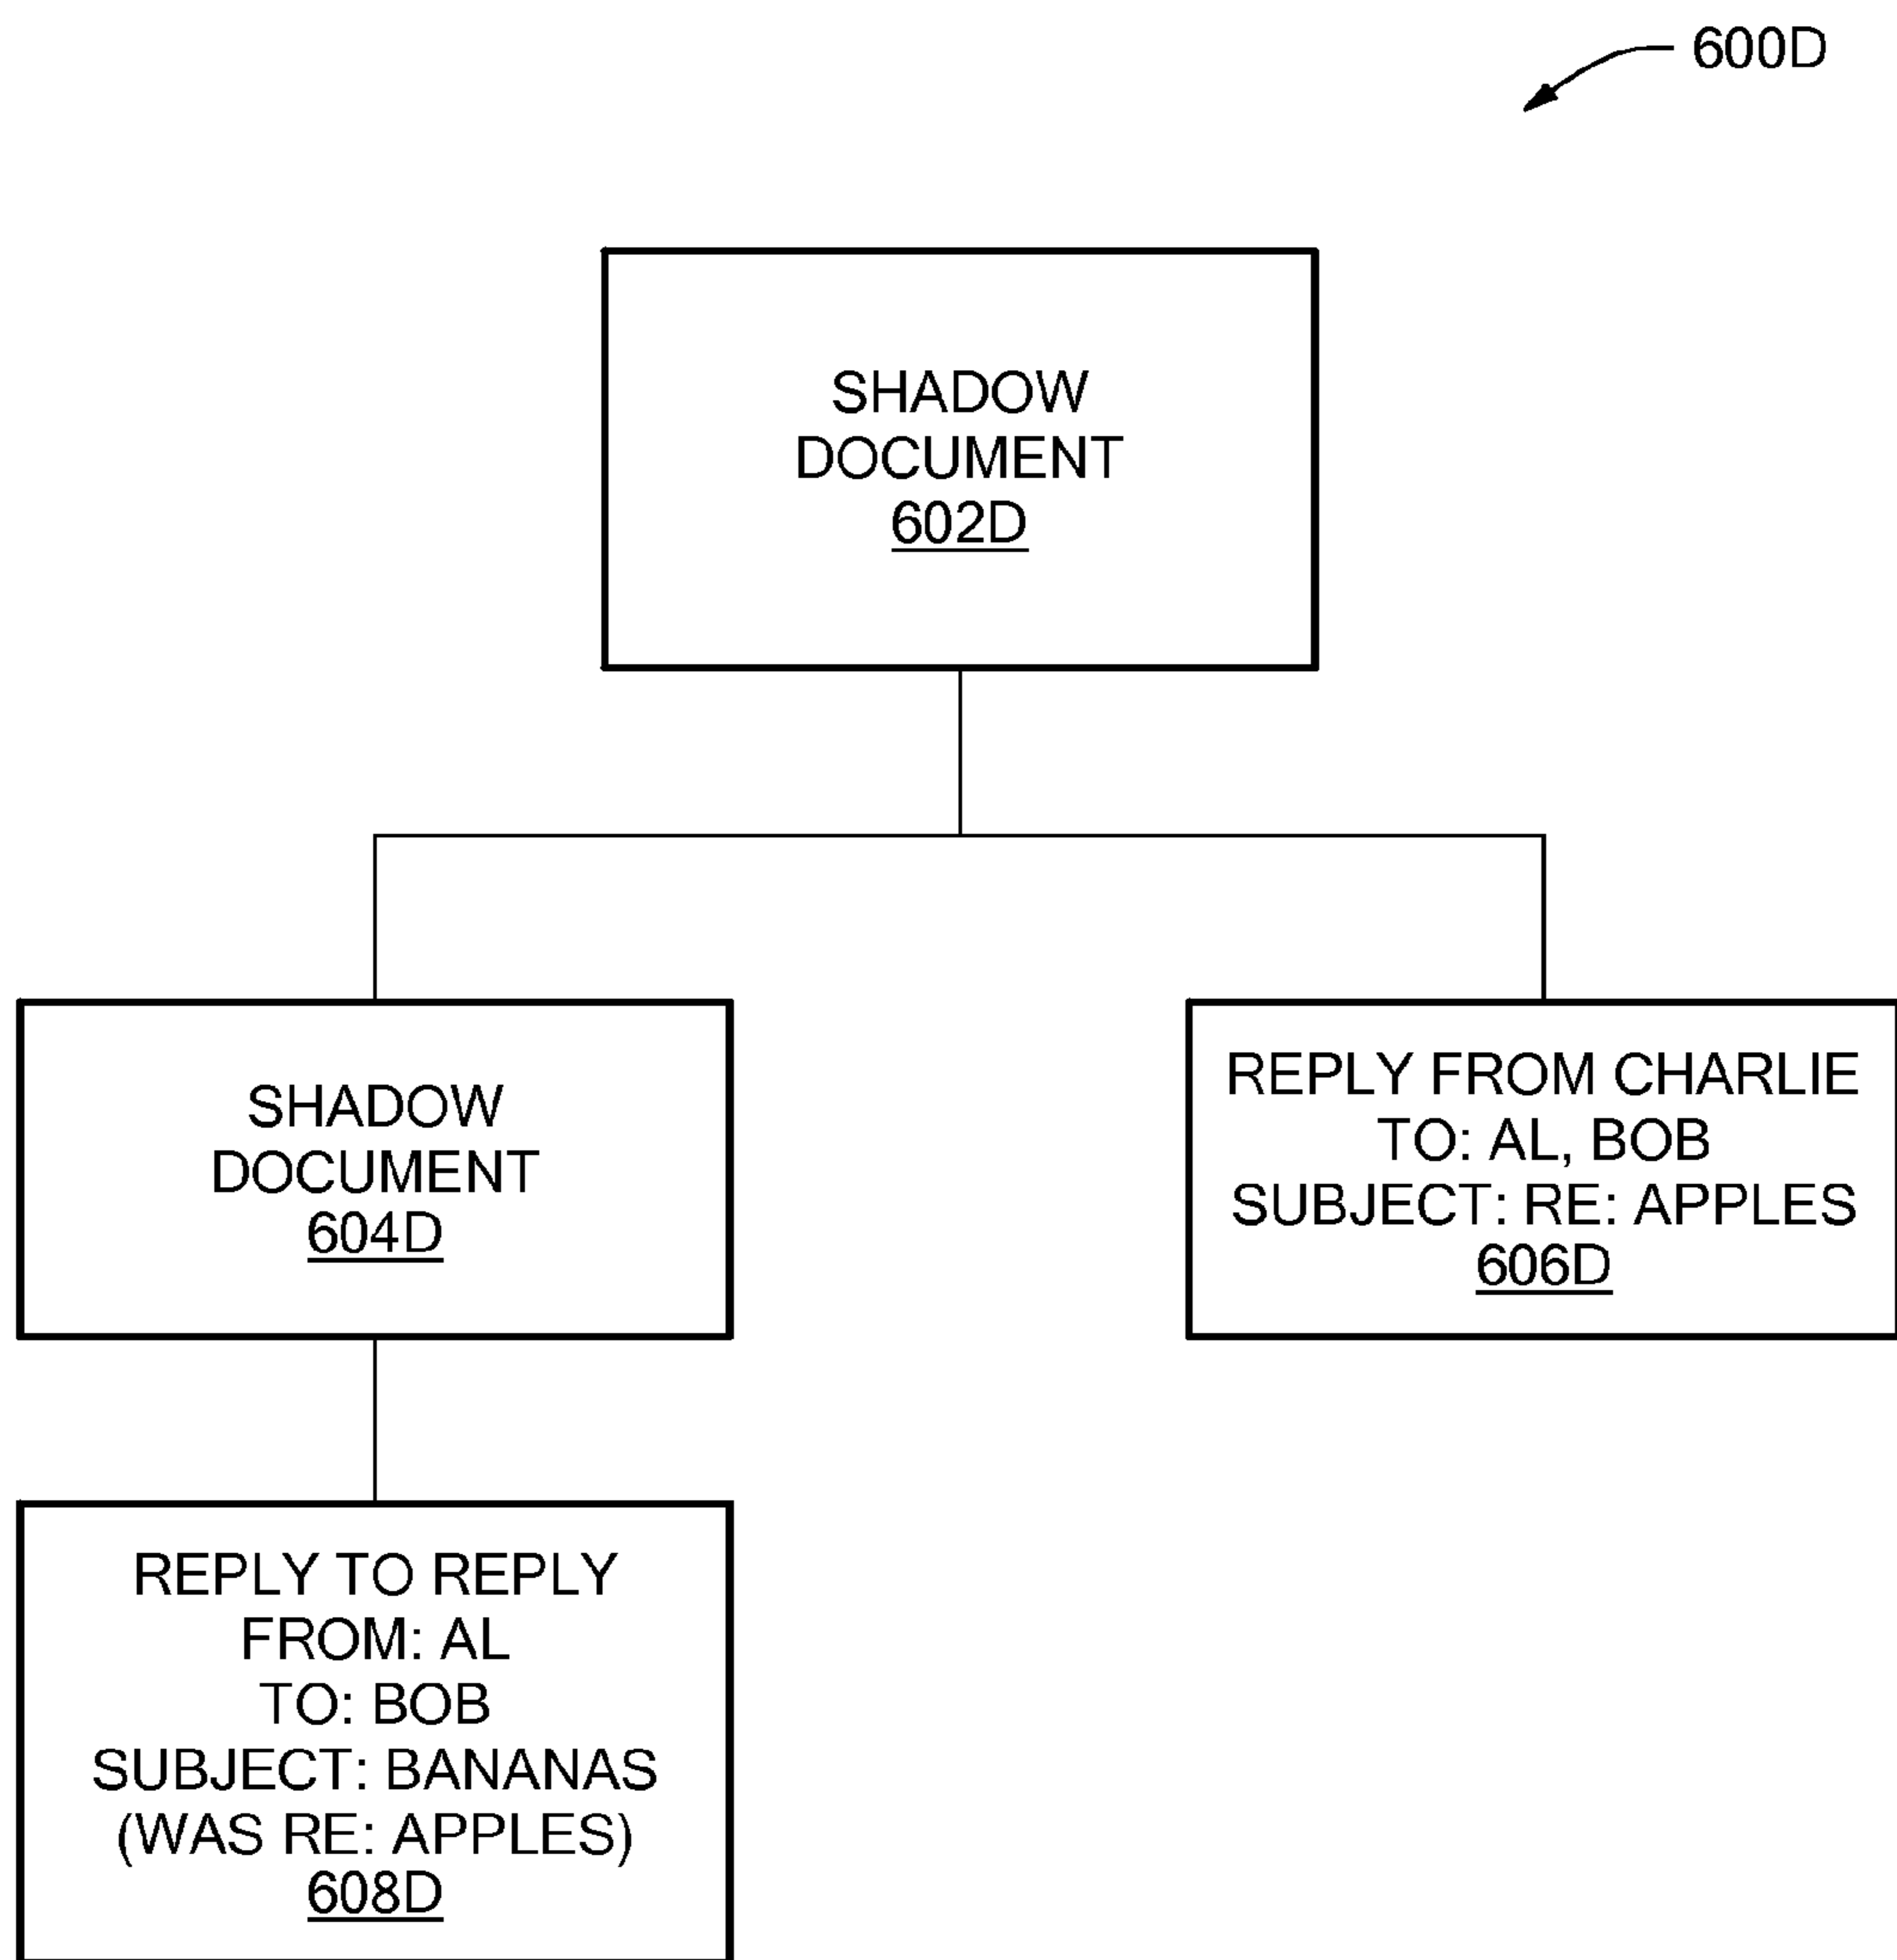 600D
SHADOW
DOCUMENT
602D
SHADOW
DOCUMENT
604D
REPLY FROM CHARLIE
TO: AL, BOB
SUBJECT: RE: APPLES
606D
REPLY TO REPLY
FROM: AL
TO: BOB
SUBJECT: BANANAS
(WAS RE: APPLES)
608D